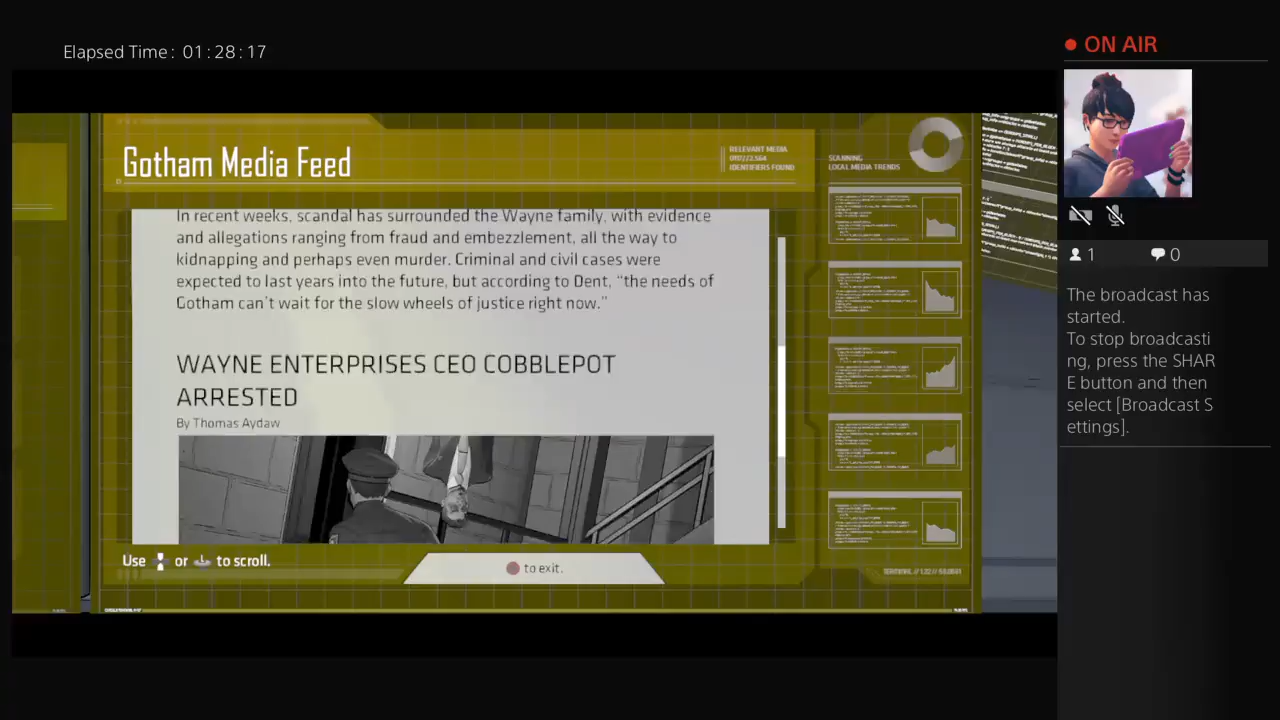 Elapsed Time: 01:28:17
ON AIR
Gotham Media Feed
RELEVANT MEDIA
IDENTIFIERS FOUND
SCANNING
LOCAL MEDIA TRENDS
In recent weeks, scandal has surrounded the Wayne family, with evidence
and allegations ranging from fraud and embezzlement, all the way to
kidnapping and perhaps even murder. Criminal and civil cases were
expected to last years into the future, but according to Dent, “the needs of
Gotham can't wait for the slow wheels of justice right now.”
WAYNE ENTERPRISES CEO COBBLEPOT
ARRESTED
By Thomas Aydaw
Use or to scroll.
to exit.
1 0
The broadcast has
started.
To stop broadcasti
ng, press the SHAR
E button and then
select [Broadcast S
ettings].